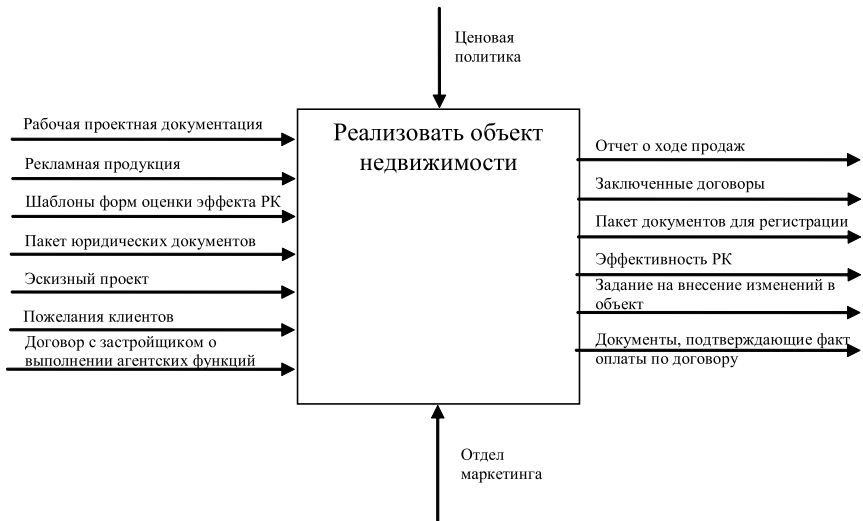 Ценовая
политика
Рабочая проектная документация
Рекламная продукция
Шаблоны форм оценки эффекта РК
Пакет юридических документов
Эскизный проект
Пожелания клиентов
Договор с застройщиком о
выполнении агентских функций
Реализовать объект
недвижимости
Отчет о ходе продаж
Заключенные договоры
Пакет документов для регистрации
Эффективность РК
Задание на внесение изменений в
объект
Документы, подтверждающие факт
оплаты по договору
Отдел
маркетинга